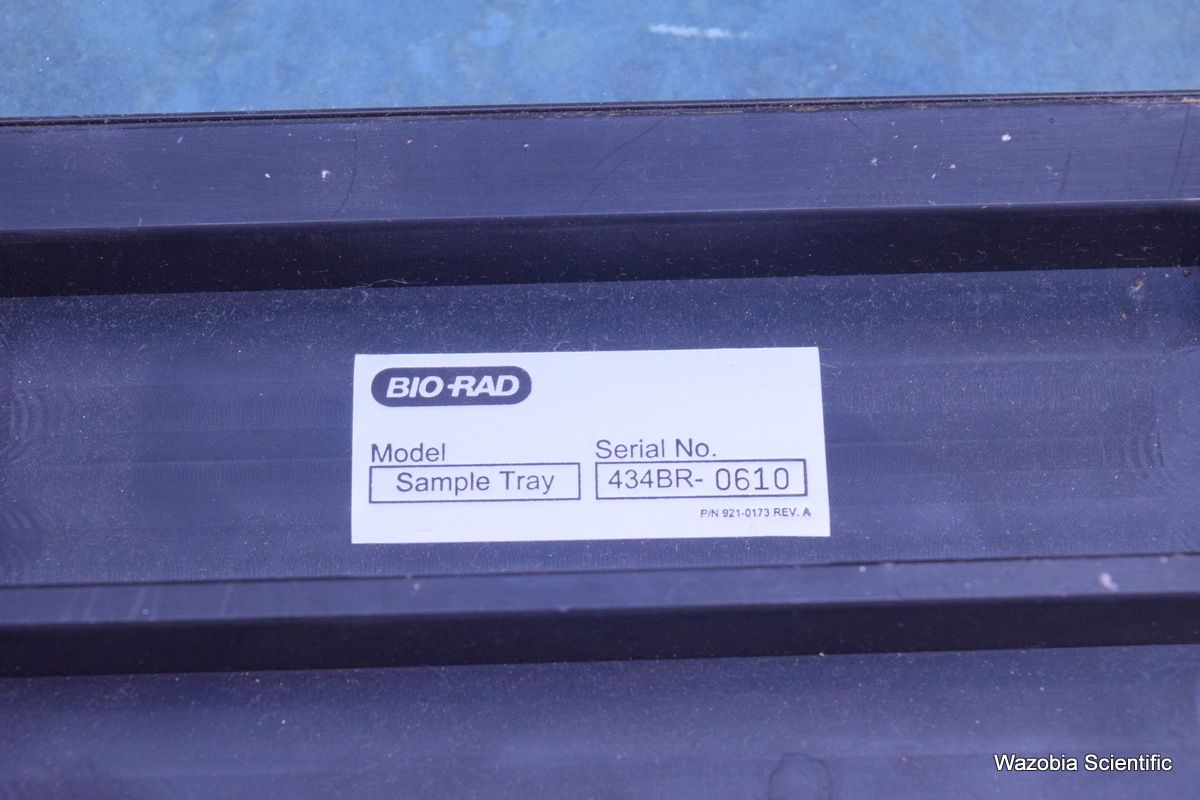 BIO-RAD
Model
Sample Tray
Serial No.
434BR- 0610
P/N 921-0173 REV. A
Wazobia Scientific